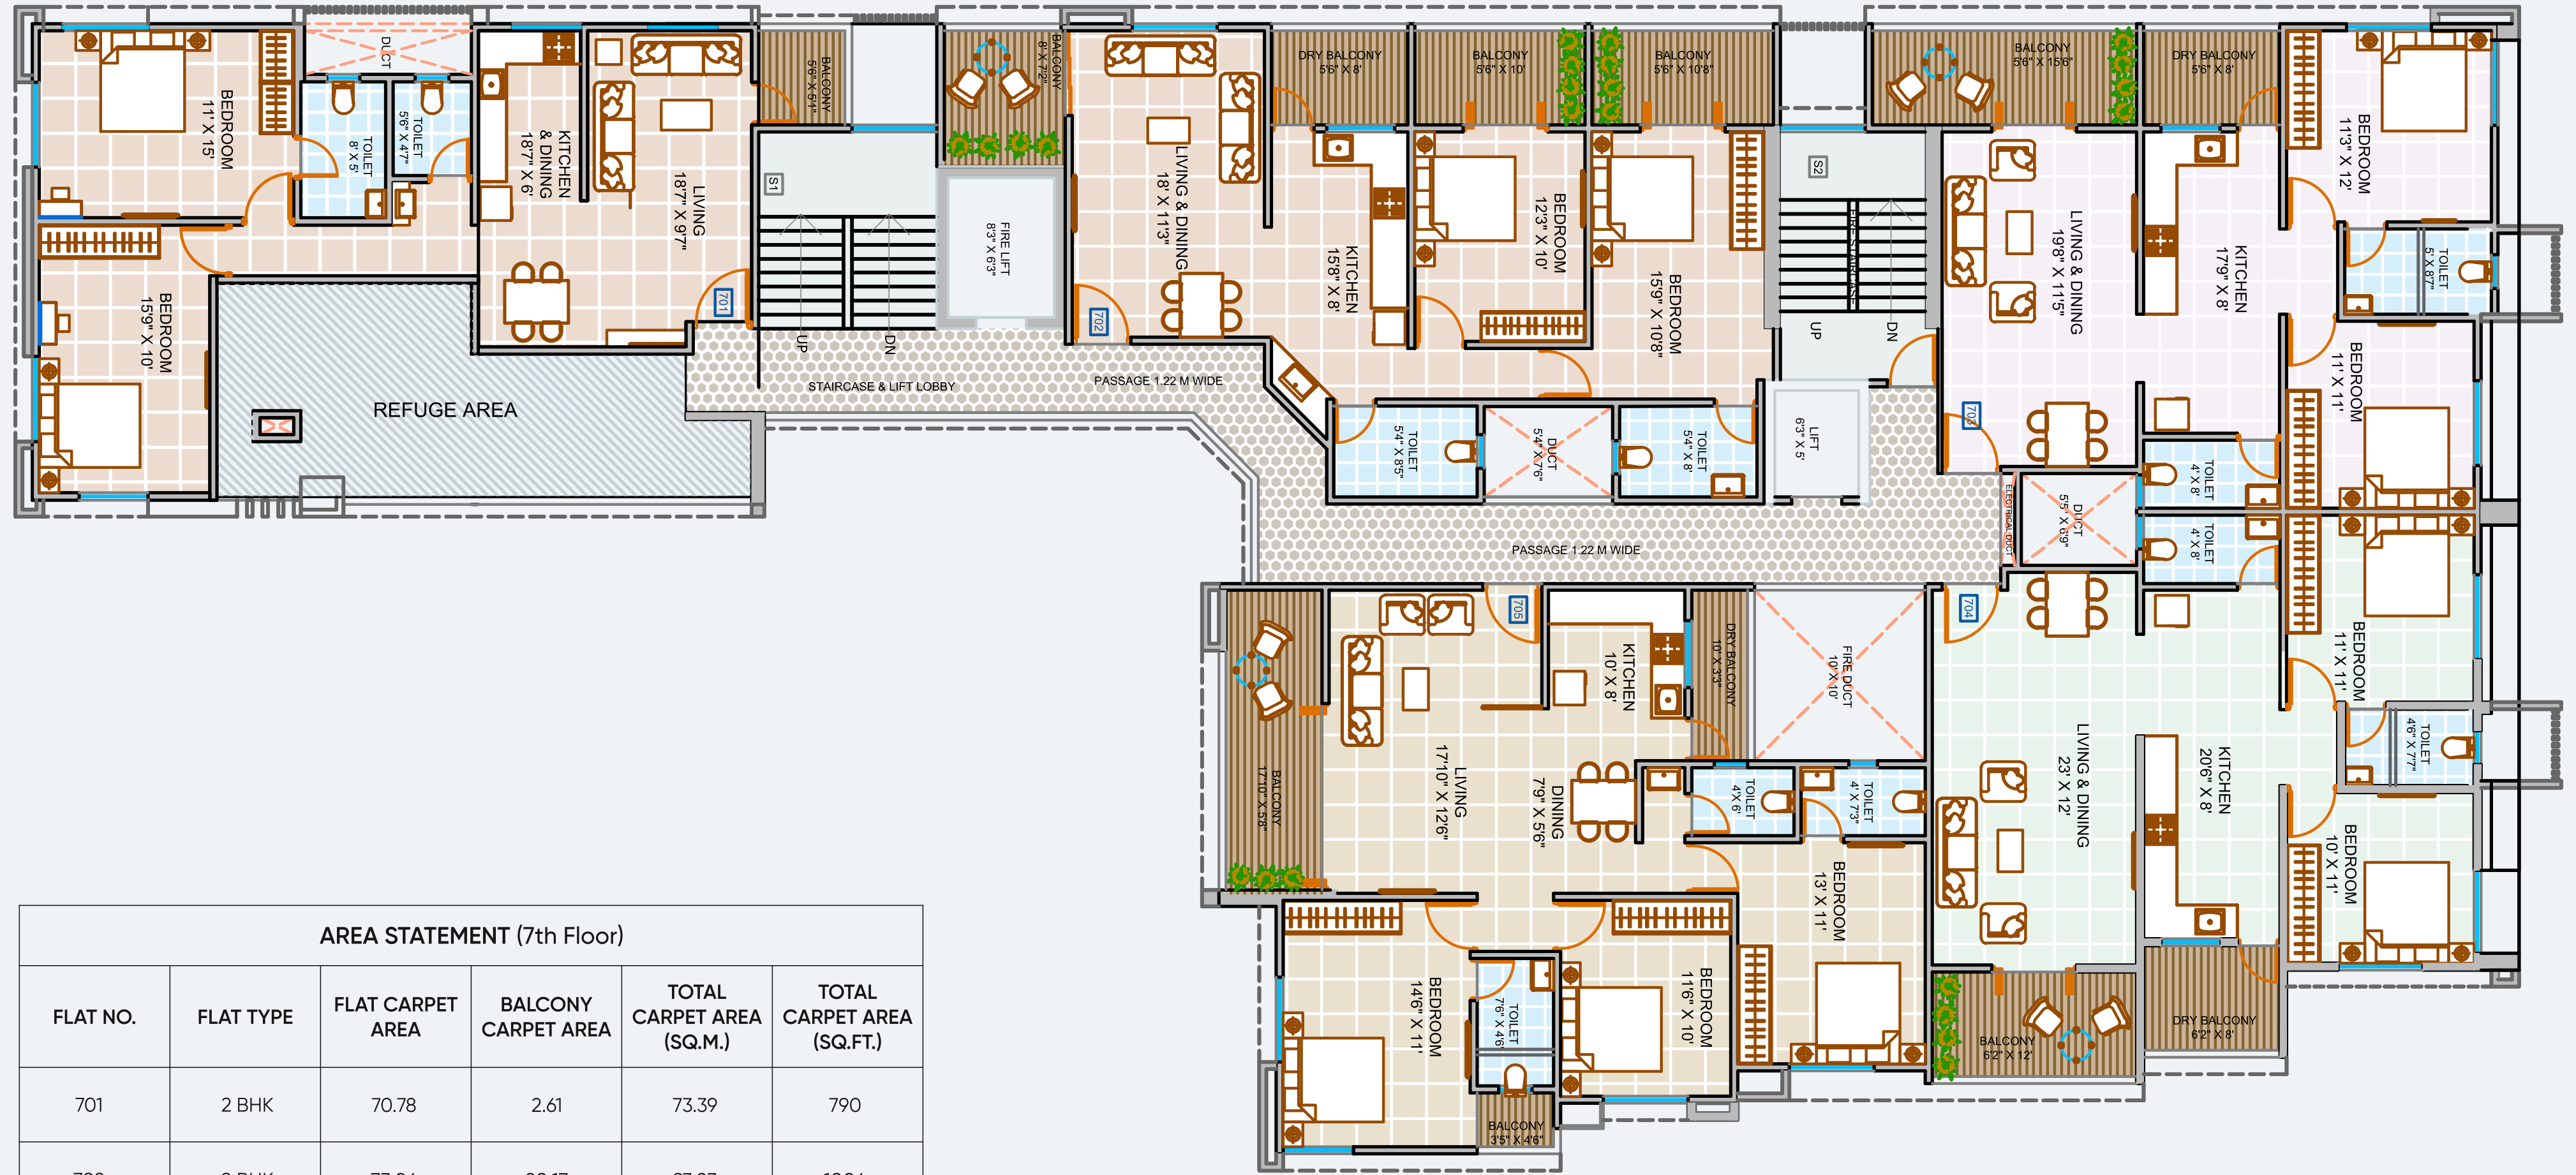 DUCT
BEDROOM
11' X 15'
TOILET
8' X 5'
TOILET
5'6" X 4'7"
KITCHEN
& DINING
18'7" X 6'
LIVING
18'7" X 9'7"
BALCONY
5'6" X 5'1"
S1
BALCONY
8' X 7'2"
FIRE LIFT
8'3" X 6'3"
BEDROOM
15'9" X 10'
REFUGE AREA
701
UP
DN
STAIRCASE & LIFT LOBBY
PASSAGE 1.22 M WIDE
702
LIVING & DINING
18' X 11'3"
DRY BALCONY
5'6" X 8'
BALCONY
5'6" X 10'
BALCONY
5'6" X 10'8"
KITCHEN
15'8" X 8'
BEDROOM
12'3" X 10'
BEDROOM
15'9" X 10'8"
TOILET
5'4" X 8'5"
DUCT
5'4" X 7'6"
TOILET
5'4" X 8'
S2
FIRE STAIRCASE
UP
DN
LIFT
6'3" X 5'
BALCONY
5'6" X 15'6"
DRY BALCONY
5'6" X 8'
LIVING & DINING
19'8" X 11'5"
KITCHEN
17'9" X 8'
BEDROOM
11'3" X 12'
TOILET
5' X 8'7"
BEDROOM
11' X 11'
703
TOILET
4' X 8'
ELECTRICAL DUCT
DUCT
5'5" X 6'9"
TOILET
4' X 8'
PASSAGE 1.22 M WIDE
704
705
BALCONY
17'10" X 5'8"
LIVING
17'10" X 12'6"
KITCHEN
10' X 8'
DRY BALCONY
10' X 3'3"
FIRE DUCT
10' X 10'
DINING
7'9" X 5'6"
TOILET
4' X 6'
TOILET
4' X 7'3"
LIVING & DINING
23' X 12'
KITCHEN
20'6" X 8'
BEDROOM
11' X 11'
TOILET
4'6" X 7'7"
BEDROOM
10' X 11'
BEDROOM
13' X 11'
BEDROOM
14'6" X 11'
TOILET
7'6" X 4'6"
BEDROOM
11'6" X 10'
BALCONY
3'5" X 4'6"
BALCONY
6'2" X 12'
DRY BALCONY
6'2" X 8'
AREA STATEMENT (7th Floor)
FLAT NO. FLAT TYPE FLAT CARPET AREA BALCONY CARPET AREA TOTAL CARPET AREA (SQ.M.) TOTAL CARPET AREA (SQ.FT.)
701 2 BHK 70.78 2.61 73.39 790